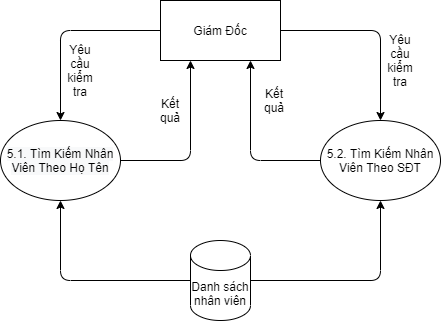 Giám Đốc
Yêu
cầu
kiểm
tra
Kết
quả
Kết
quả
Yêu
cầu
kiểm
tra
5.1. Tìm Kiếm Nhân
Viên Theo Họ Tên
5.2. Tìm Kiếm Nhân
Viên Theo SĐT
Danh sách
nhân viên